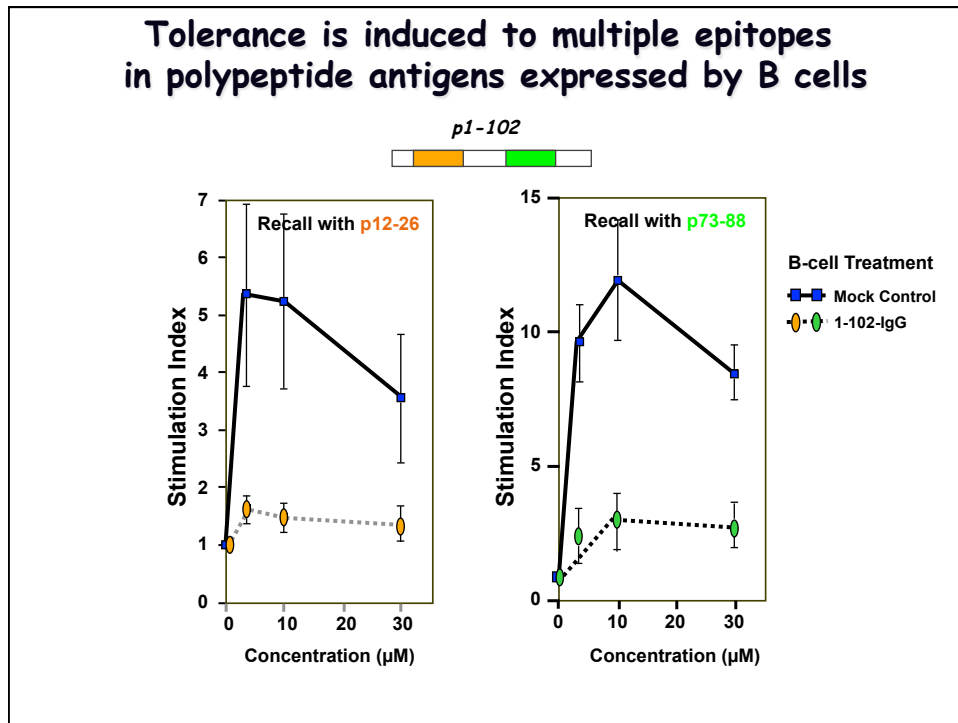 Tolerance is induced to multiple epitopes
in polypeptide antigens expressed by B cells
p1-102
7
6
5
4
3
2
1
0
Stimulation Index
Recall with p12-26
0
10
20
30
Concentration (µM)
15
10
5
0
Stimulation Index
Recall with p73-88
0
10
20
30
Concentration (µM)
B-cell Treatment
Mock Control
1-102-IgG